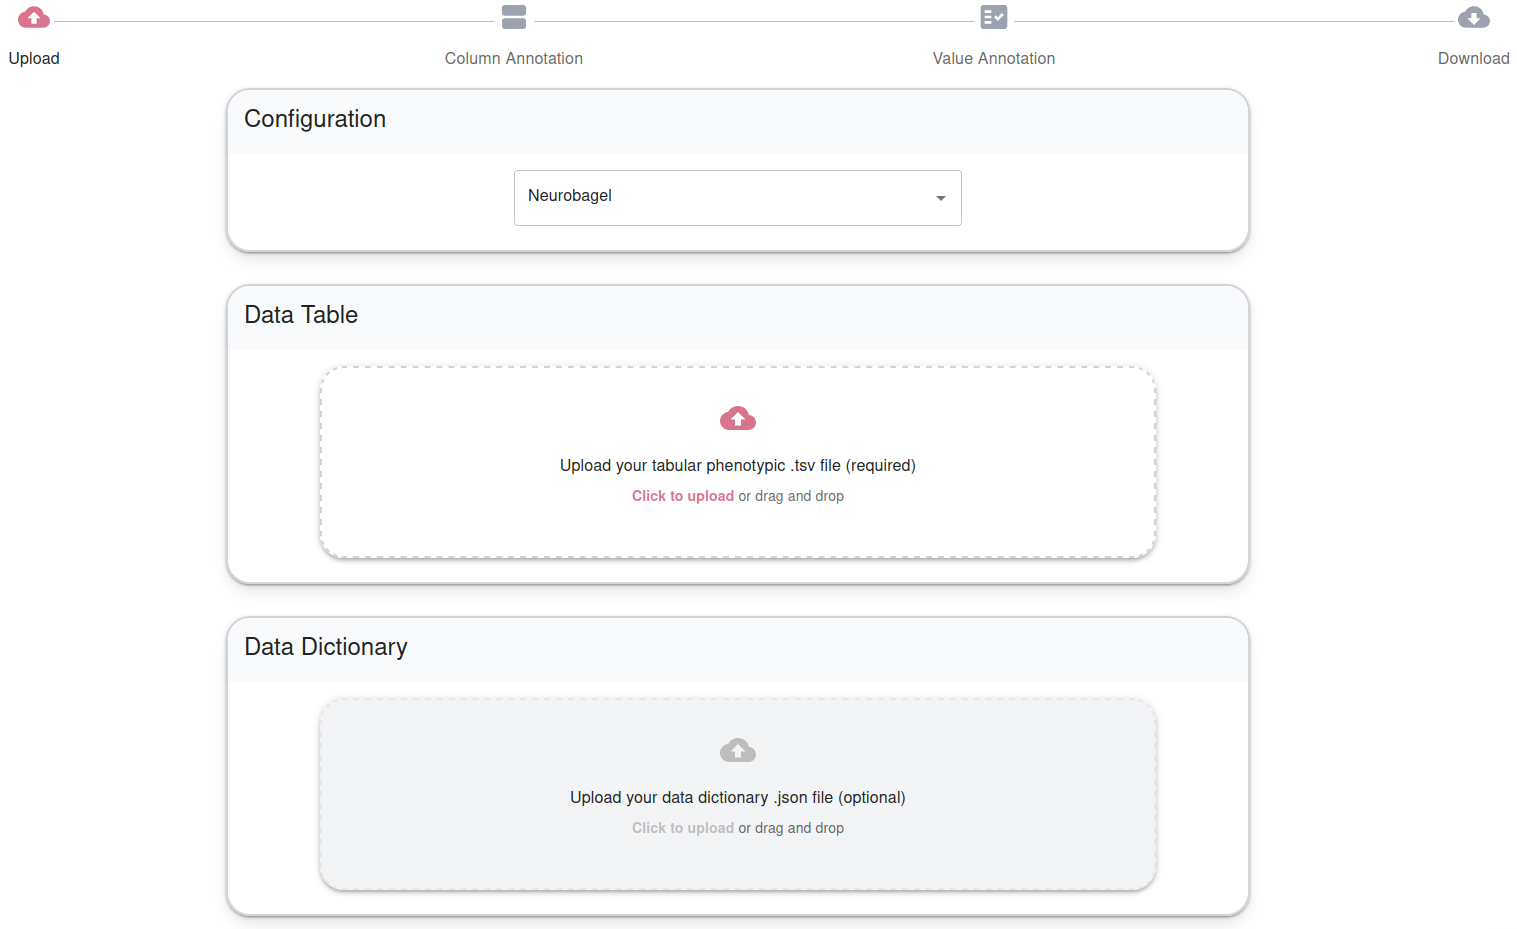 Upload
Column Annotation
Value Annotation
Download
Configuration
Neurobagel
Data Table
Upload your tabular phenotypic .tsv file (required)
Click to upload or drag and drop
Data Dictionary
Upload your data dictionary .json file (optional)
Click to upload or drag and drop